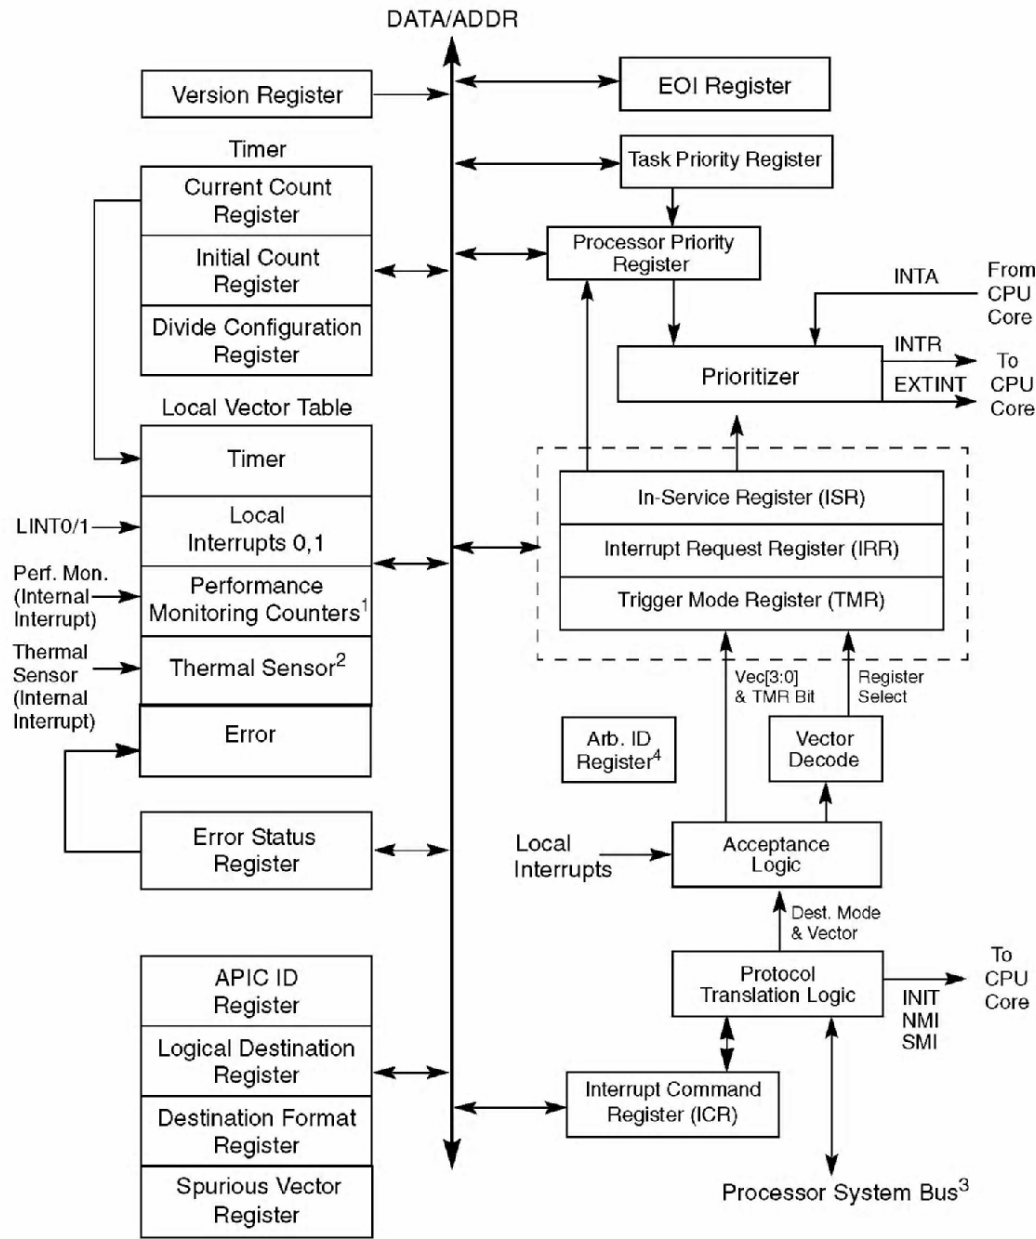 DATA/ADDR
Version Register
EOI Register
Timer
Current Count
Register
Initial Count
Register
Divide Configuration
Register
Task Priority Register
Processor Priority
Register
INTA
From
CPU
Core
Prioritizer
INTR
EXTINT
To
CPU
Core
Local Vector Table
Timer
Local
Interrupts 0,1
Performance
Monitoring Counters1
Thermal Sensor2
Error
LINT0/1
Perf. Mon.
(Internal
Interrupt)
Thermal
Sensor
(Internal
Interrupt)
In-Service Register (ISR)
Interrupt Request Register (IRR)
Trigger Mode Register (TMR)
Vec[3:0]
& TMR Bit
Register
Select
Arb. ID
Register4
Vector
Decode
Error Status
Register
Local
Interrupts
Acceptance
Logic
Dest. Mode
& Vector
Protocol
Translation Logic
To
CPU
Core
INIT
NMI
SMI
APIC ID
Register
Logical Destination
Register
Destination Format
Register
Spurious Vector
Register
Interrupt Command
Register (ICR)
Processor System Bus3